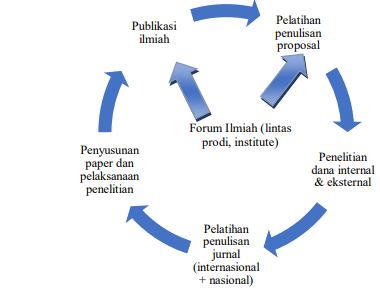 Publikasi
ilmiah
Pelatihan
penulisan
proposal
Forum Ilmiah (lintas
prodi, institute)
Penelitian
dana internal
& eksternal
Pelatihan
penulisan
jurnal
(internasional
+ nasional)
Penyusunan
paper dan
pelaksanaan
penelitian